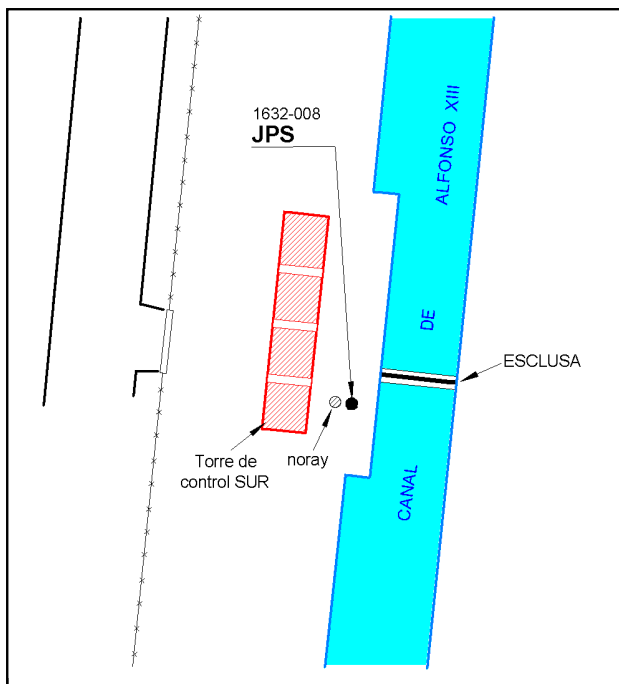 1632-008
JPS
CANAL DE ALFONSO XIII
ESCLUSA
Torre de
control SUR
noray